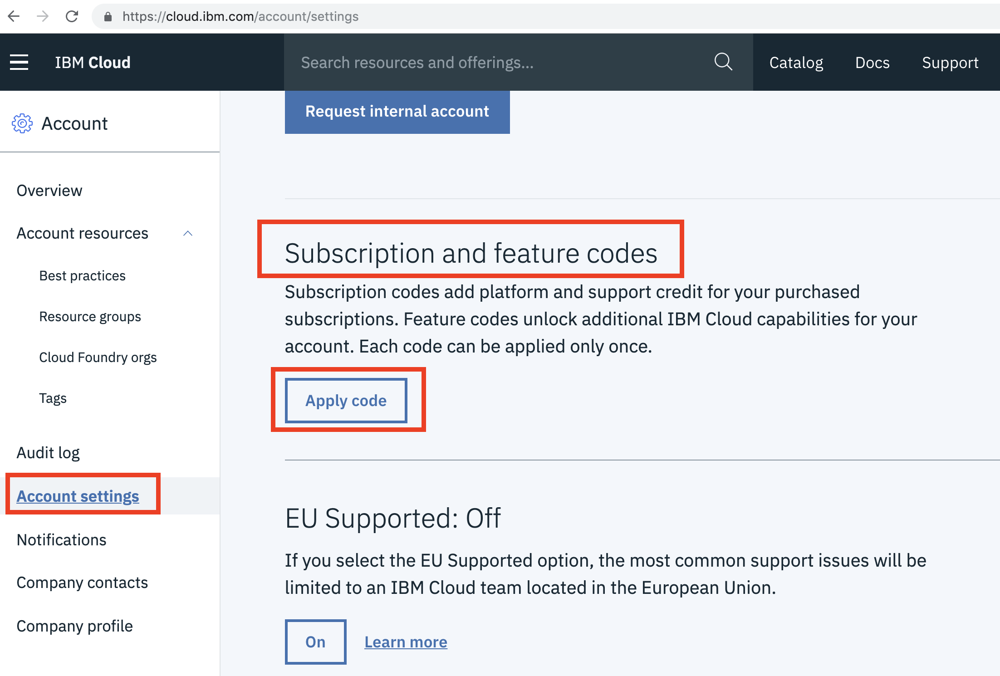 https://cloud.ibm.com/account/settings
IBM Cloud
Search resources and offerings...
Catalog
Docs
Support
Account
Overview
Account resources
Best practices
Resource groups
Cloud Foundry orgs
Tags
Audit log
Account settings
Notifications
Company contacts
Company profile
Request internal account
Subscription and feature codes
Subscription codes add platform and support credit for your purchased
subscriptions. Feature codes unlock additional IBM Cloud capabilities for your
account. Each code can be applied only once.
Apply code
EU Supported: Off
If you select the EU Supported option, the most common support issues will be
limited to an IBM Cloud team located in the European Union.
On
Learn more